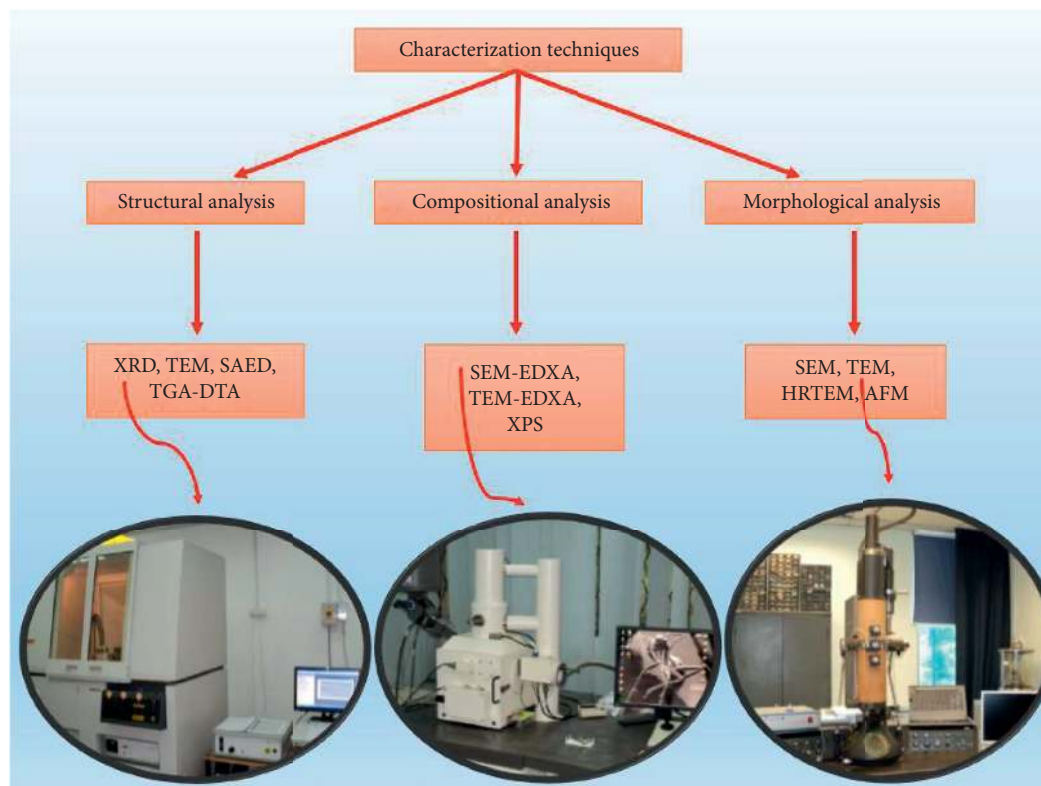 Characterization techniques
Structural analysis
Compositional analysis
Morphological analysis
XRD, TEM, SAED,
TGA-DTA
SEM-EDXA,
TEM-EDXA,
XPS
SEM, TEM,
HRTEM, AFM